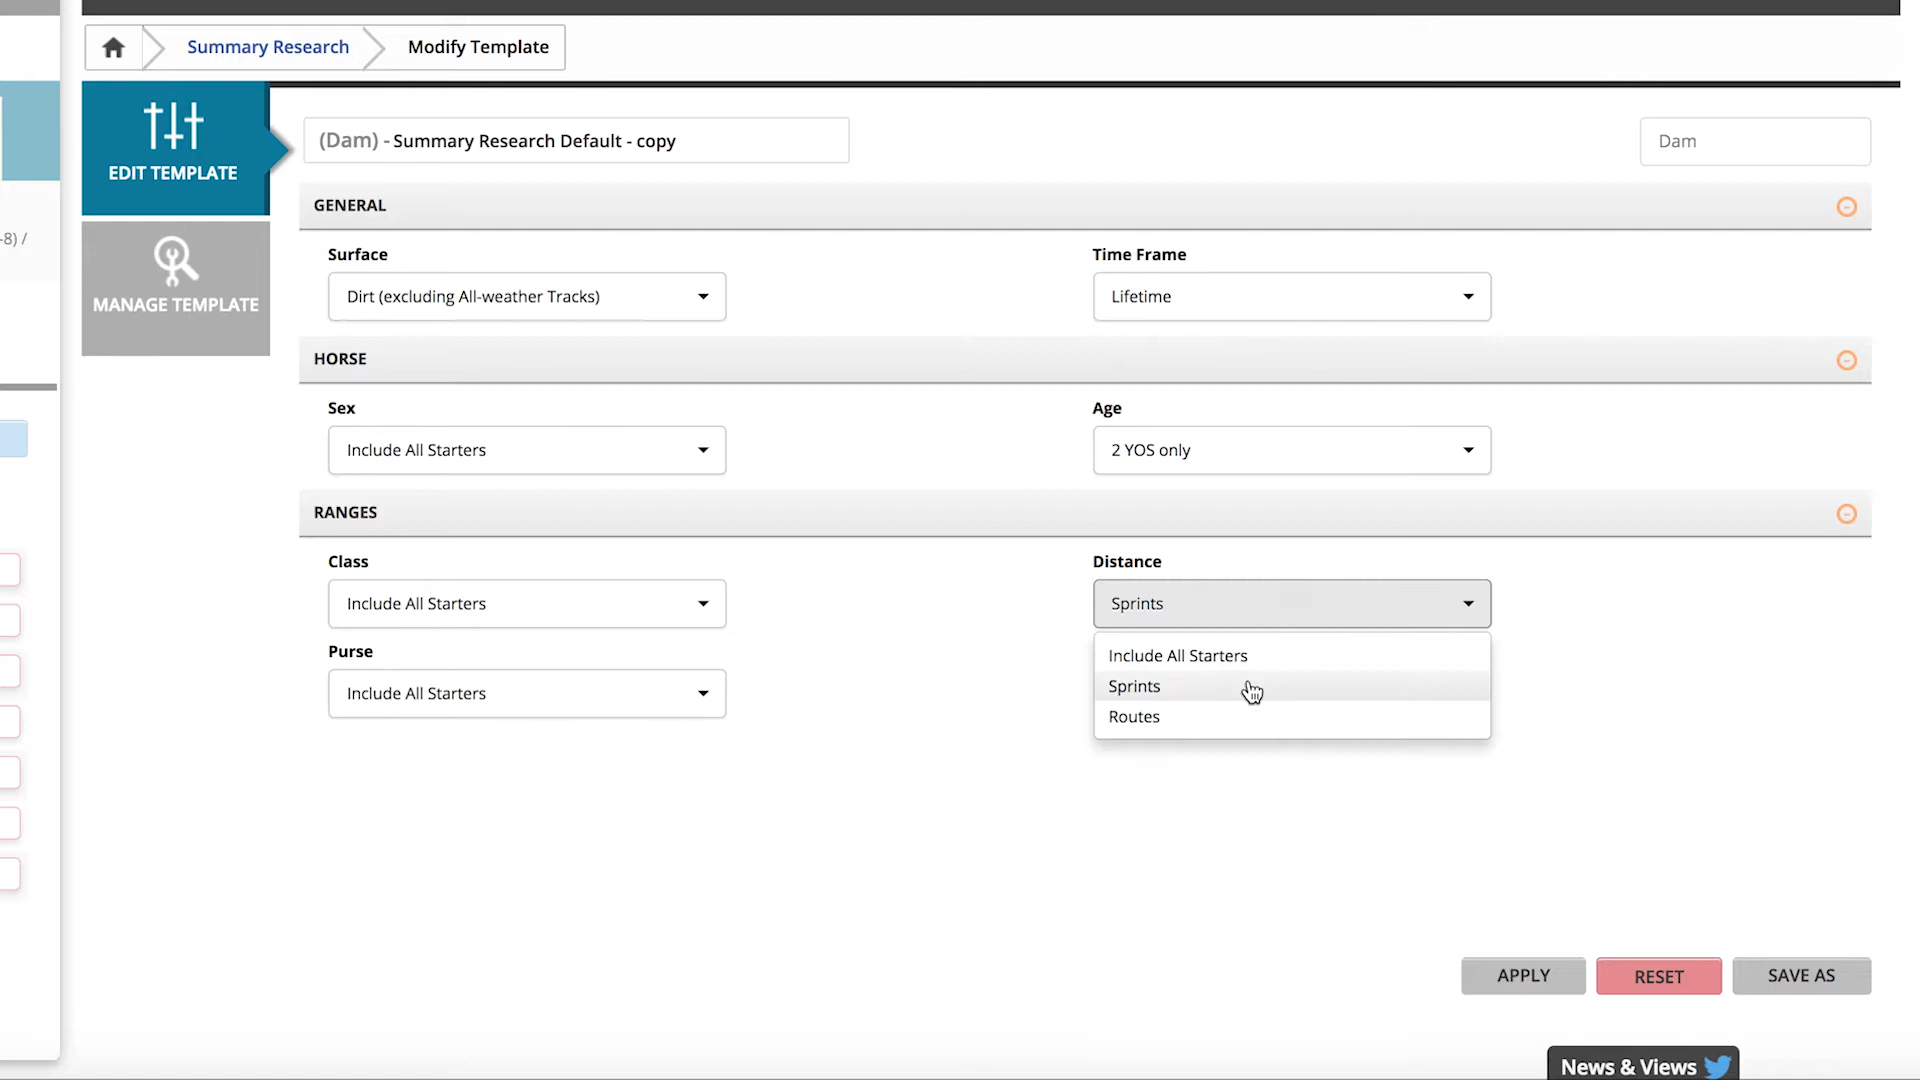 Summary Research
Modify Template
EDIT TEMPLATE
MANAGE TEMPLATE
-8) /
(Dam) - Summary Research Default - copy
Dam
GENERAL
Surface
Time Frame
Dirt (excluding All-weather Tracks)
Lifetime
HORSE
Sex
Age
Include All Starters
2 YOS only
RANGES
Class
Distance
Include All Starters
Sprints
Purse
Include All Starters
Include All Starters
Sprints
Routes
APPLY
RESET
SAVE AS
News & Views